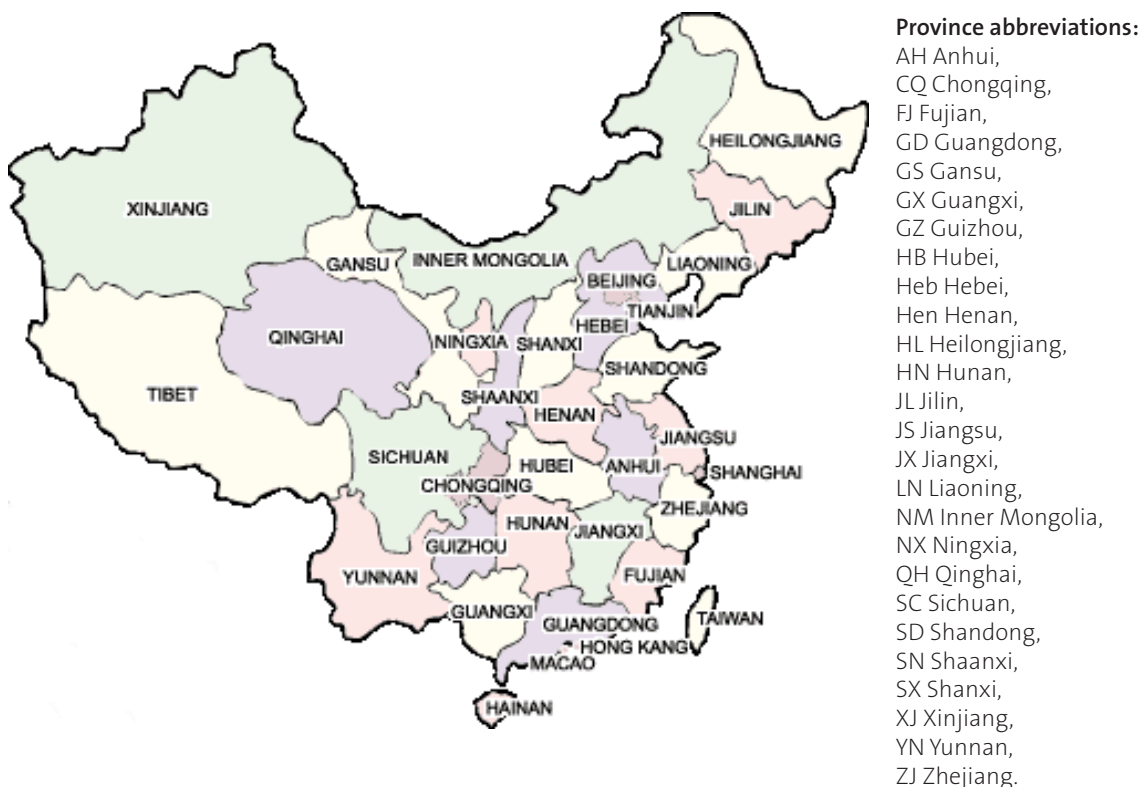 HEILONGJIANG
XINJIANG
JILIN
GANSU
INNER MONGOLIA
LIAONING
BEIJING
TIANJIN
HEBEI
QINGHAI
NINGXIA
SHANXI
SHANDONG
TIBET
SHAANXI
HENAN
JIANGSU
SICHUAN
HUBEI
ANHUI
SHANGHAI
CHONGQING
ZHEJIANG
HUNAN
JIANGXI
GUIZHOU
YUNNAN
FUJIAN
GUANGXI
GUANGDONG
TAIWAN
HONG KANG
MACAO
HAINAN
Province abbreviations:
AH Anhui,
CQ Chongqing,
FJ Fujian,
GD Guangdong,
GS Gansu,
GX Guangxi,
GZ Guizhou,
HB Hubei,
Heb Hebei,
Hen Henan,
HL Heilongjiang,
HN Hunan,
JL Jilin,
JS Jiangsu,
JX Jiangxi,
LN Liaoning,
NM Inner Mongolia,
NX Ningxia,
QH Qinghai,
SC Sichuan,
SD Shandong,
SN Shaanxi,
SX Shanxi,
XJ Xinjiang,
YN Yunnan,
ZJ Zhejiang.